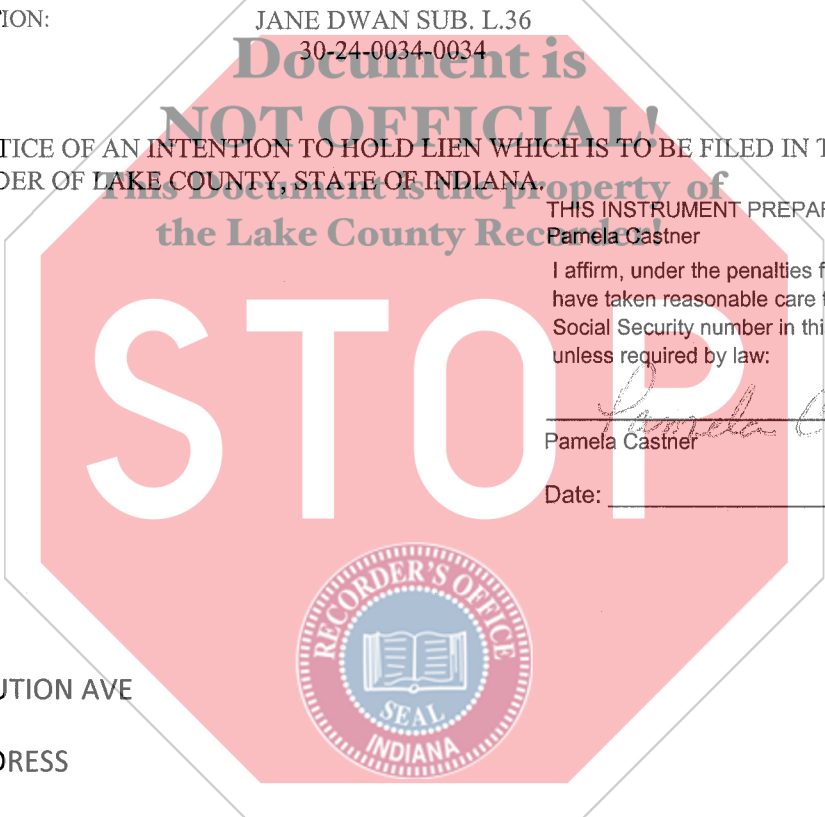 TION: JANE DWAN SUB. L.36
30-24-0034-0034
Document is
NOT OFFICIAL!
TICE OF AN INTENTION TO HOLD LIEN WHICH IS TO BE FILED IN T
DER OF LAKE COUNTY, STATE OF INDIANA.
This Document is the property of
the Lake County Recorder!
THIS INSTRUMENT PREPAR
Pamela Castner
I affirm, under the penalties f
have taken reasonable care t
Social Security number in thi
unless required by law:
STOP
Pamela C
Pamela Castner
Date:
RECORDER'S OFFICE
SEAL
INDIANA
UTION AVE
DRESS